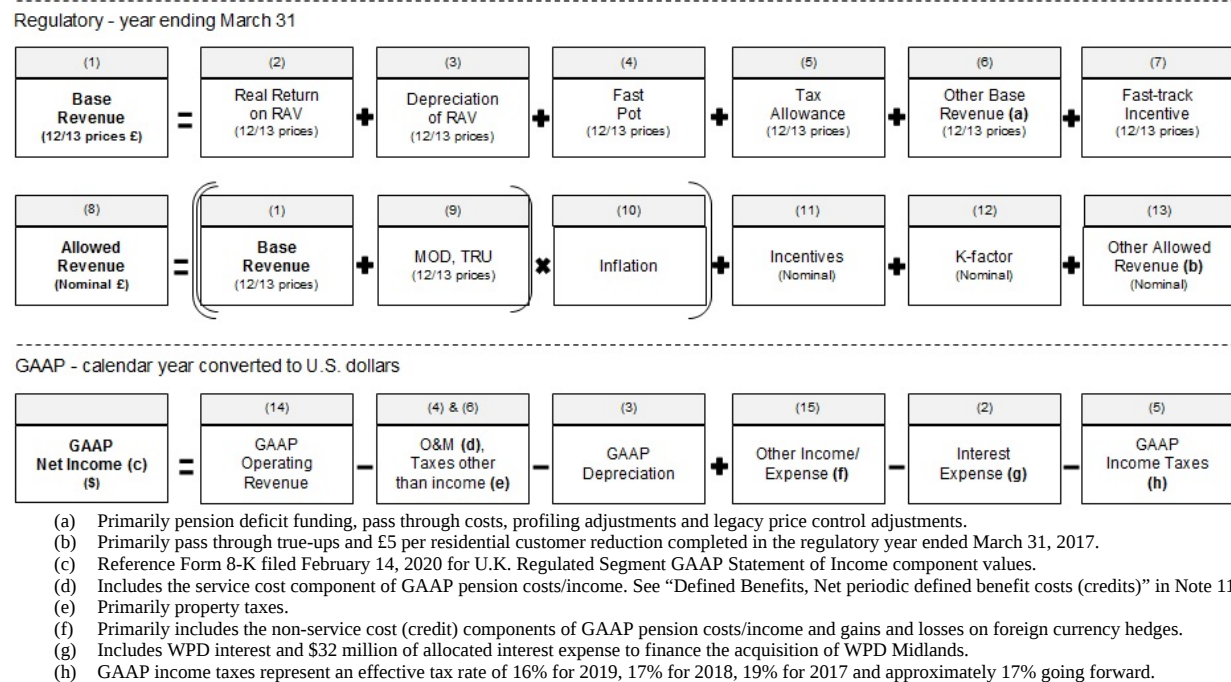 Regulatory - year ending March 31
(1) (2) (3) (4) (5) (6) (7)
Base Revenue (12/13 prices £) = Real Return on RAV (12/13 prices) + Depreciation of RAV (12/13 prices) + Fast Pot (12/13 prices) + Tax Allowance (12/13 prices) + Other Base Revenue (a) (12/13 prices) + Fast-track Incentive (12/13 prices)
(8) (1) (9) (10) (11) (12) (13)
Allowed Revenue (Nominal £) = ((Base Revenue (12/13 prices) + MOD, TRU (12/13 prices)) × Inflation) + Incentives (Nominal) + K-factor (Nominal) + Other Allowed Revenue (b) (Nominal)
GAAP - calendar year converted to U.S. dollars
(14) (4) & (6) (3) (15) (2) (5)
GAAP Net Income (c) ($) = GAAP Operating Revenue − O&M (d), Taxes other than income (e) − GAAP Depreciation + Other Income/ Expense (f) − Interest Expense (g) − GAAP Income Taxes (h)
(a) Primarily pension deficit funding, pass through costs, profiling adjustments and legacy price control adjustments.
(b) Primarily pass through true-ups and £5 per residential customer reduction completed in the regulatory year ended March 31, 2017.
(c) Reference Form 8-K filed February 14, 2020 for U.K. Regulated Segment GAAP Statement of Income component values.
(d) Includes the service cost component of GAAP pension costs/income. See “Defined Benefits, Net periodic defined benefit costs (credits)” in Note 11
(e) Primarily property taxes.
(f) Primarily includes the non-service cost (credit) components of GAAP pension costs/income and gains and losses on foreign currency hedges.
(g) Includes WPD interest and $32 million of allocated interest expense to finance the acquisition of WPD Midlands.
(h) GAAP income taxes represent an effective tax rate of 16% for 2019, 17% for 2018, 19% for 2017 and approximately 17% going forward.